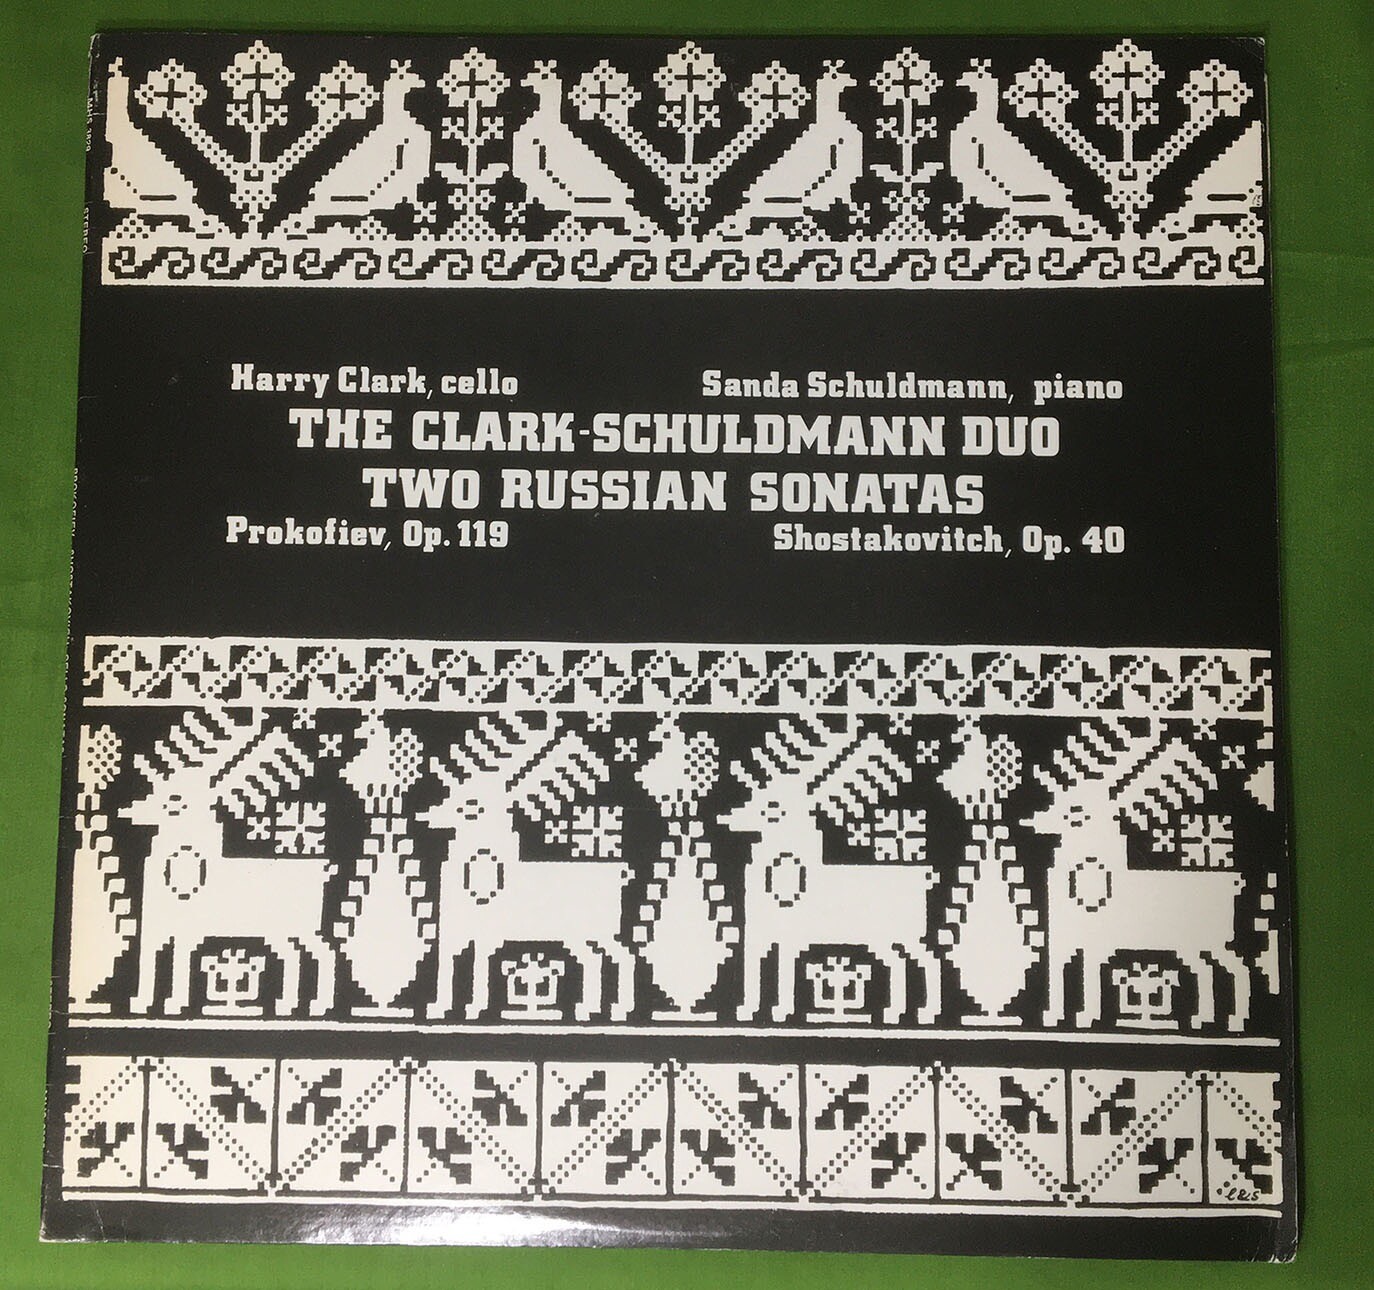 Harry Clark, cello
Sanda Schuldmann, piano
THE CLARK-SCHULDMANN DUO
TWO RUSSIAN SONATAS
Prokofiev, Op. 119
Shostakovitch, Op. 40
STEREO